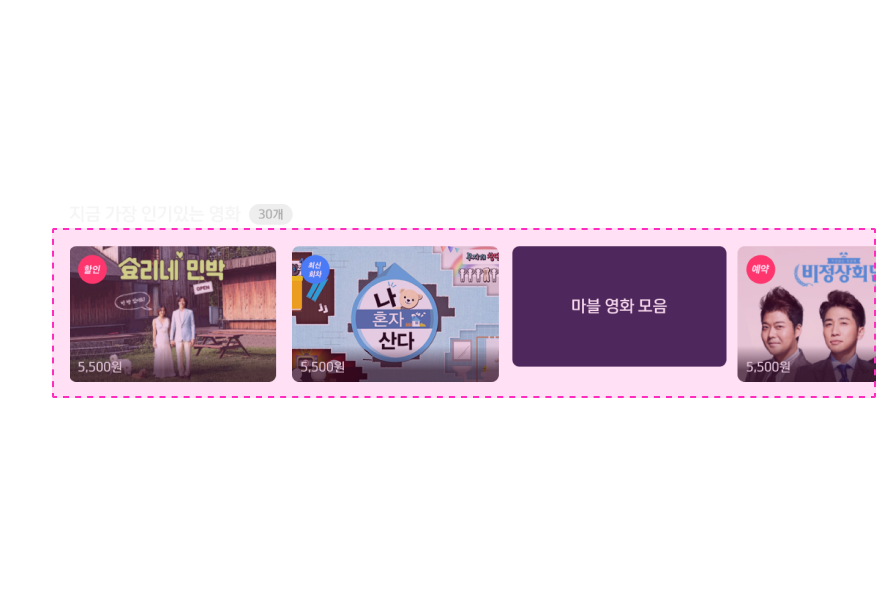 지금 가장 인기있는 영화 30개
할인
효리네 민박
OPEN
5,500원
최신
회차
나
혼자
산다
5,500원
마블 영화 모음
예약
비정상회담
5,500원